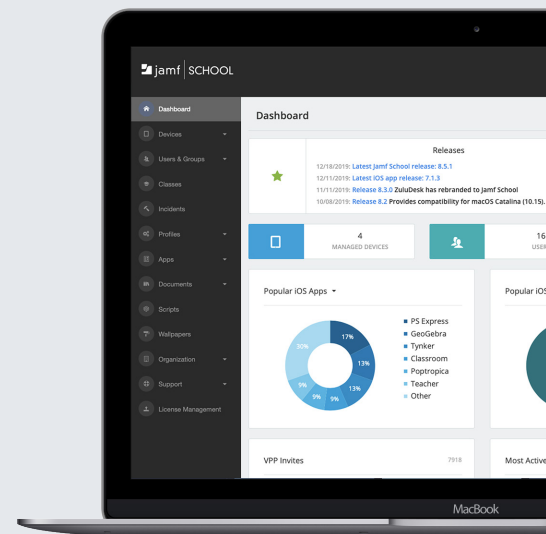 jamf SCHOOL
Dashboard
Devices
Users & Groups
Classes
Incidents
Profiles
Apps
Documents
Scripts
Wallpapers
Organization
Support
License Management
Dashboard
Releases
12/18/2019: Latest Jamf School release: 8.5.1
12/11/2019: Latest iOS app release: 7.1.3
11/11/2019: Release 8.3.0 ZuluDesk has rebranded to Jamf School
10/08/2019: Release 8.2 Provides compatibility for macOS Catalina (10.15).
4
MANAGED DEVICES
16
USER
Popular iOS Apps
17%
13%
13%
9%
9%
9%
30%
PS Express
GeoGebra
Tynker
Classroom
Poptropica
Teacher
Other
Popular iOS
VPP Invites
7918
Most Active
MacBook